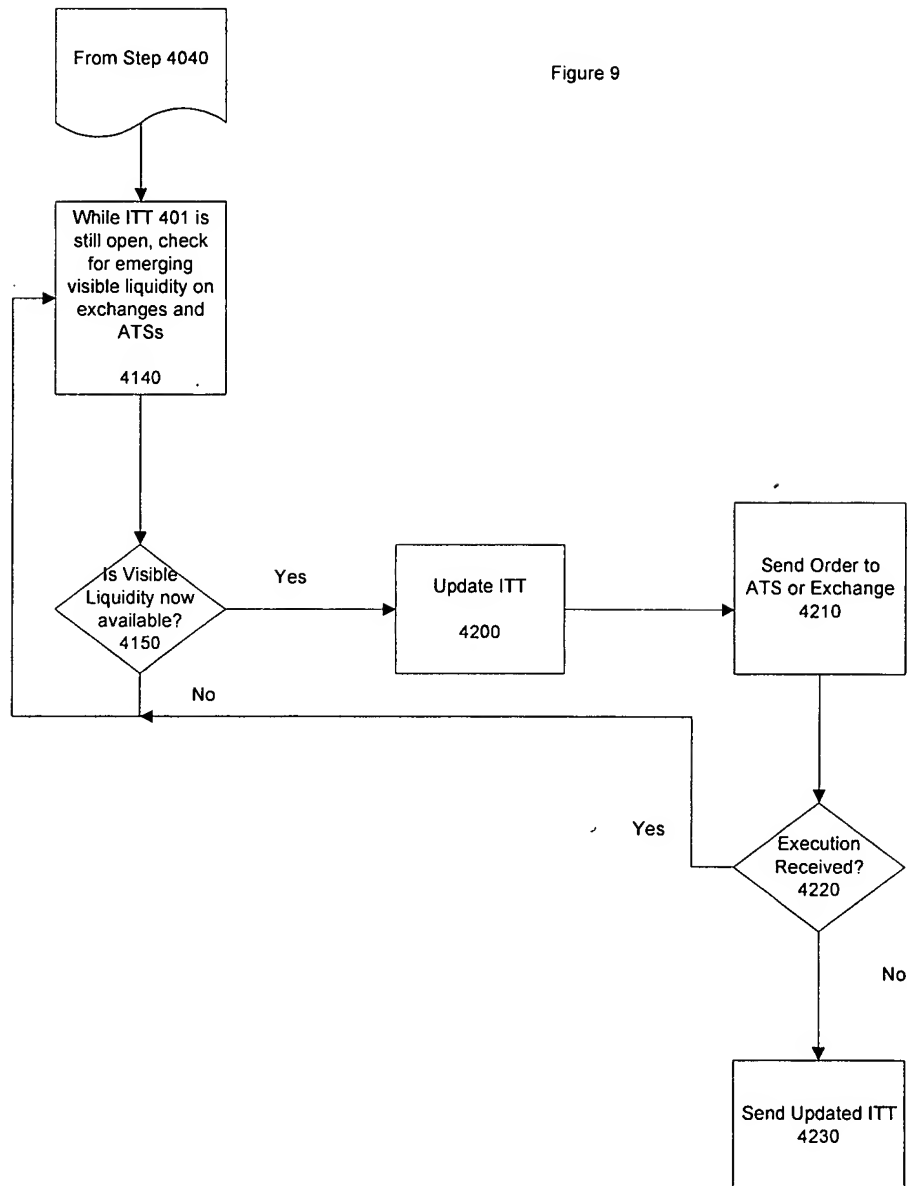 From Step 4040
Figure 9
While ITT 401 is
still open, check
for emerging
visible liquidity on
exchanges and
ATSs
4140
Is Visible
Liquidity now
available?
4150
Yes
No
Update ITT
4200
Send Order to
ATS or Exchange
4210
Yes
Execution
Received?
4220
No
Send Updated ITT
4230